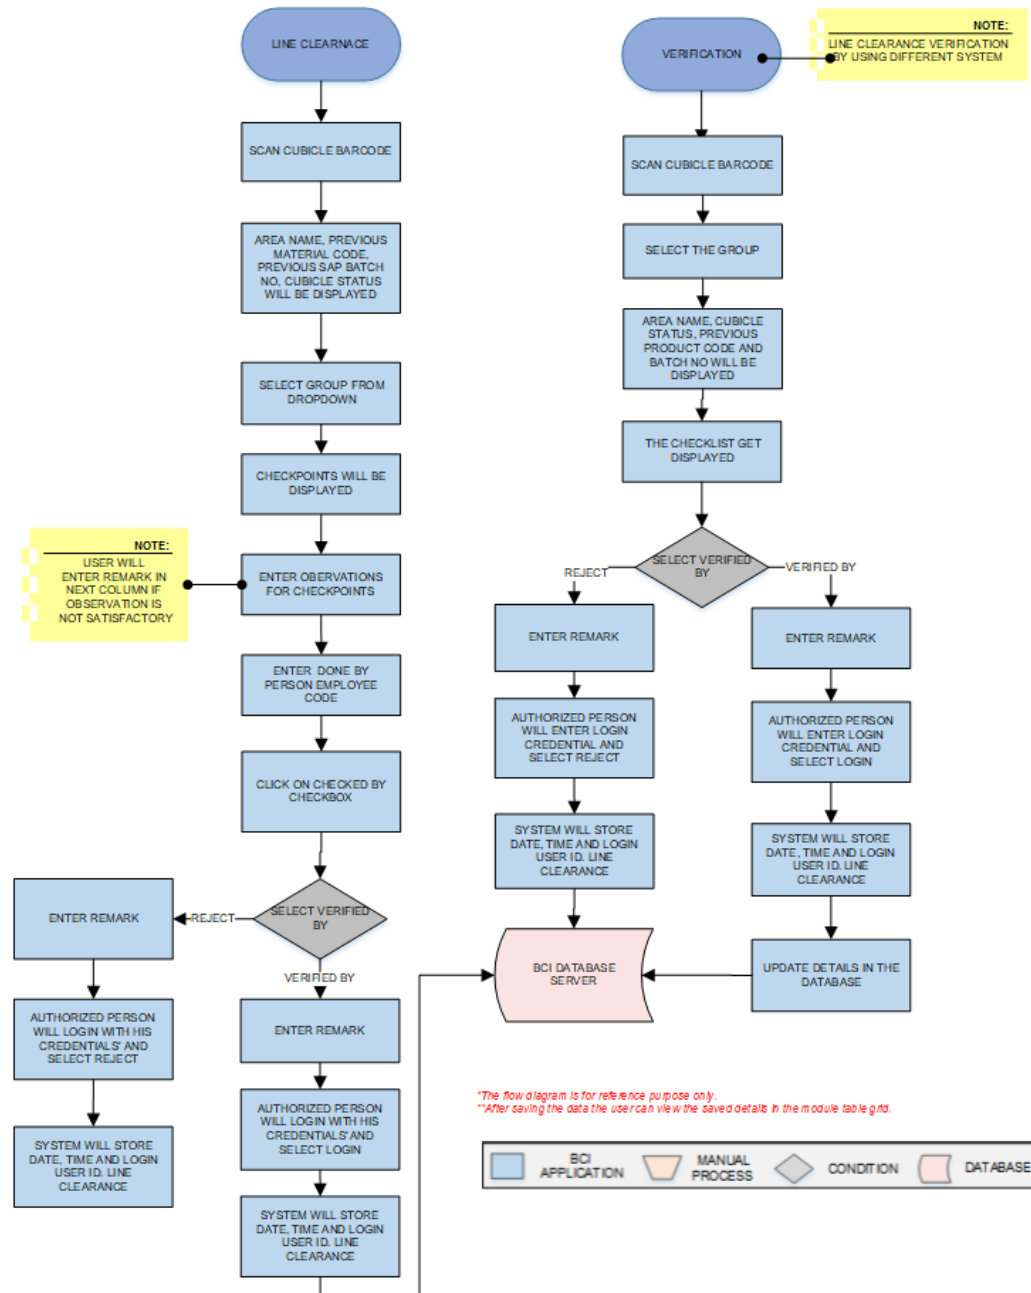 LINE CLEARNACE
SCAN CUBICLE BARCODE
AREA NAME, PREVIOUS
MATERIAL CODE,
PREVIOUS SAP BATCH
NO, CUBICLE STATUS
WILL BE DISPLAYED
SELECT GROUP FROM
DROPDOWN
CHECKPOINTS WILL BE
DISPLAYED
NOTE:
USER WILL
ENTER REMARK IN
NEXT COLUMN IF
OBSERVATION IS
NOT SATISFACTORY
ENTER OBERVATIONS
FOR CHECKPOINTS
ENTER DONE BY
PERSON EMPLOYEE
CODE
CLICK ON CHECKED BY
CHECKBOX
SELECT VERIFIED
BY
REJECT
ENTER REMARK
AUTHORIZED PERSON
WILL LOGIN WITH HIS
CREDENTIALS' AND
SELECT REJECT
SYSTEM WILL STORE
DATE, TIME AND LOGIN
USER ID. LINE
CLEARANCE
VERIFIED BY
ENTER REMARK
AUTHORIZED PERSON
WILL LOGIN WITH HIS
CREDENTIALS' AND
SELECT LOGIN
SYSTEM WILL STORE
DATE, TIME AND LOGIN
USER ID. LINE
CLEARANCE
VERIFICATION
NOTE:
LINE CLEARANCE VERIFICATION
BY USING DIFFERENT SYSTEM
SCAN CUBICLE BARCODE
SELECT THE GROUP
AREA NAME, CUBICLE
STATUS, PREVIOUS
PRODUCT CODE AND
BATCH NO WILL BE
DISPLAYED
THE CHECKLIST GET
DISPLAYED
SELECT VERIFIED
BY
REJECT
ENTER REMARK
AUTHORIZED PERSON
WILL ENTER LOGIN
CREDENTIAL AND
SELECT REJECT
SYSTEM WILL STORE
DATE, TIME AND LOGIN
USER ID. LINE
CLEARANCE
VERIFIED BY
ENTER REMARK
AUTHORIZED PERSON
WILL ENTER LOGIN
CREDENTIAL AND
SELECT LOGIN
SYSTEM WILL STORE
DATE, TIME AND LOGIN
USER ID. LINE
CLEARANCE
UPDATE DETAILS IN THE
DATABASE
BCI DATABASE
SERVER
*The flow diagram is for reference purpose only.
**After saving the data the user can view the saved details in the module table grid.
BCI
APPLICATION
MANUAL
PROCESS
CONDITION
DATABASE